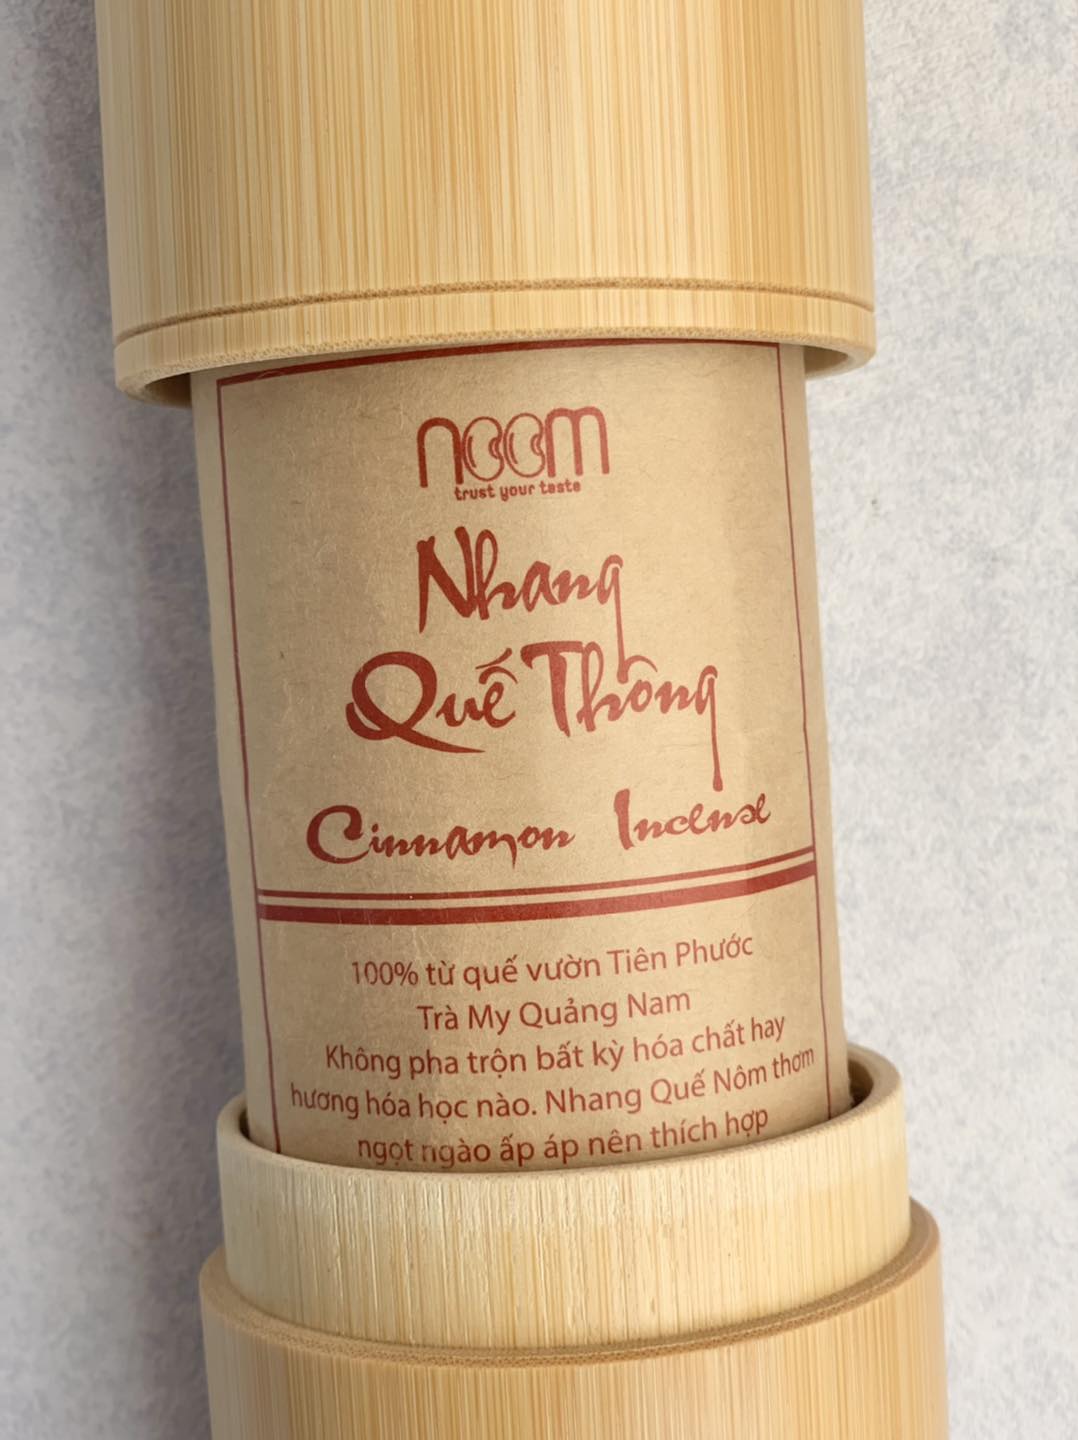 noom
trust your taste
Nhang
Quế Thông
Cinnamon Incense
100% từ quế vườn Tiên Phước
Trà My Quảng Nam
Không pha trộn bất kỳ hóa chất hay
hương hóa học nào. Nhang Quế Nôm thơm
ngọt ngào ấp áp nên thích hợp